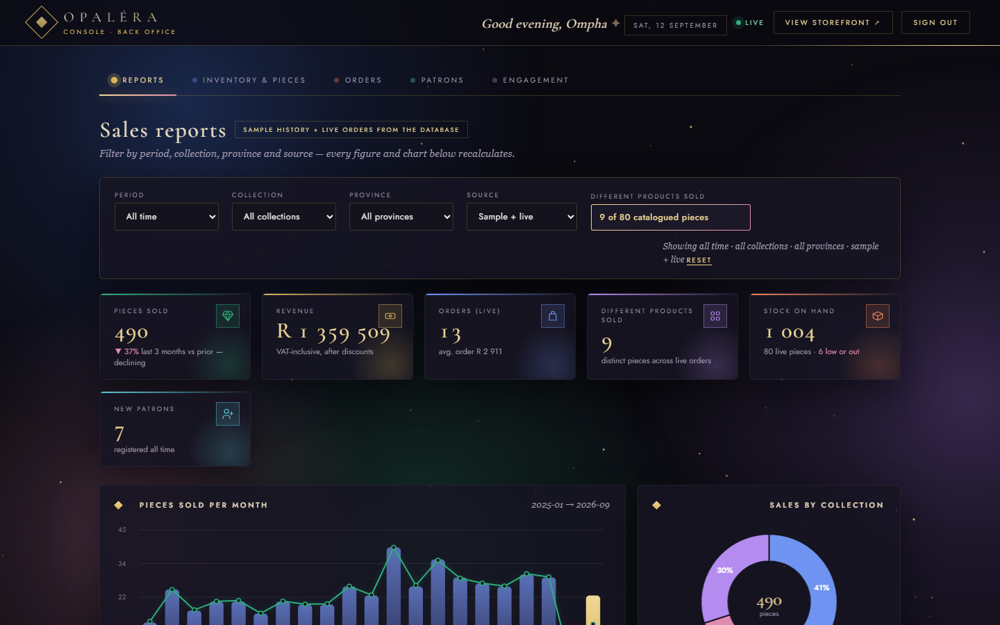 OPALÉRA
CONSOLE · BACK OFFICE
Good evening, Ompha ✦
SAT, 12 SEPTEMBER
LIVE
VIEW STOREFRONT ↗
SIGN OUT
REPORTS
INVENTORY & PIECES
ORDERS
PATRONS
ENGAGEMENT
Sales reports
SAMPLE HISTORY + LIVE ORDERS FROM THE DATABASE
Filter by period, collection, province and source — every figure and chart below recalculates.
PERIOD
COLLECTION
PROVINCE
SOURCE
DIFFERENT PRODUCTS SOLD
All time
All collections
All provinces
Sample + live
9 of 80 catalogued pieces
Showing all time · all collections · all provinces · sample
+ live RESET
PIECES SOLD
490
▼ 37% last 3 months vs prior —
declining
REVENUE
R 1 359 509
VAT-inclusive, after discounts
ORDERS (LIVE)
13
avg. order R 2 911
DIFFERENT PRODUCTS
SOLD
9
distinct pieces across live orders
STOCK ON HAND
1 004
80 live pieces · 6 low or out
NEW PATRONS
7
registered all time
PIECES SOLD PER MONTH
2025-01 → 2026-09
45
34
22
SALES BY COLLECTION
30%
41%
490
pieces